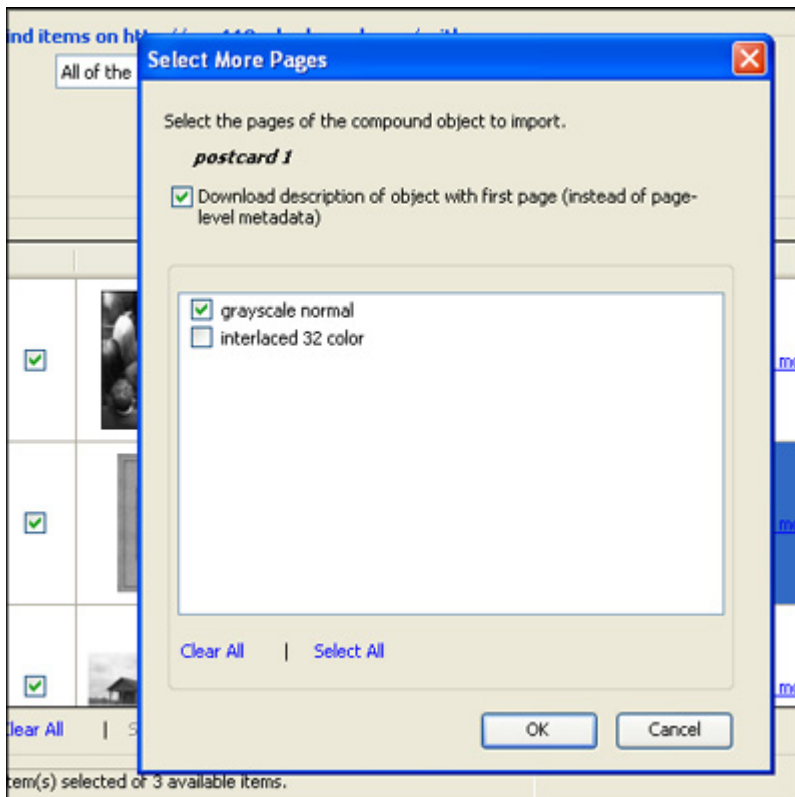 ind items on
All of the
Select More Pages
Select the pages of the compound object to import.
postcard 1
Download description of object with first page (instead of page-
level metadata)
grayscale normal
interlaced 32 color
Clear All | Select All
OK Cancel
lear All | S
tem(s) selected of 3 available items.